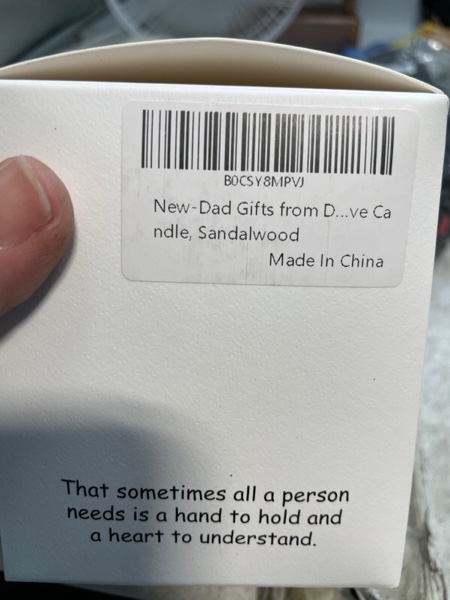 B0CSY8MPVJ
New-Dad Gifts from D...ve Ca
ndle, Sandalwood
Made In China
That sometimes all a person
needs is a hand to hold and
a heart to understand.